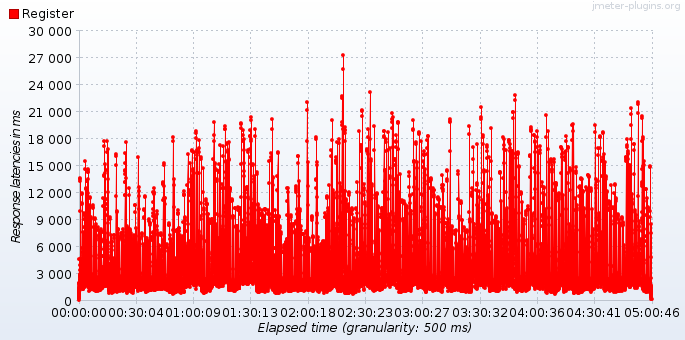 jmeter-plugins.org
Register
30 000
27 000
24 000
21 000
18 000
15 000
12 000
9 000
6 000
3 000
0
Response latencies in ms
00:00:00 00:30:04 01:00:09 01:30:13 02:00:18 02:30:23 03:00:27 03:30:32 04:00:36 04:30:41 05:00:46
Elapsed time (granularity: 500 ms)